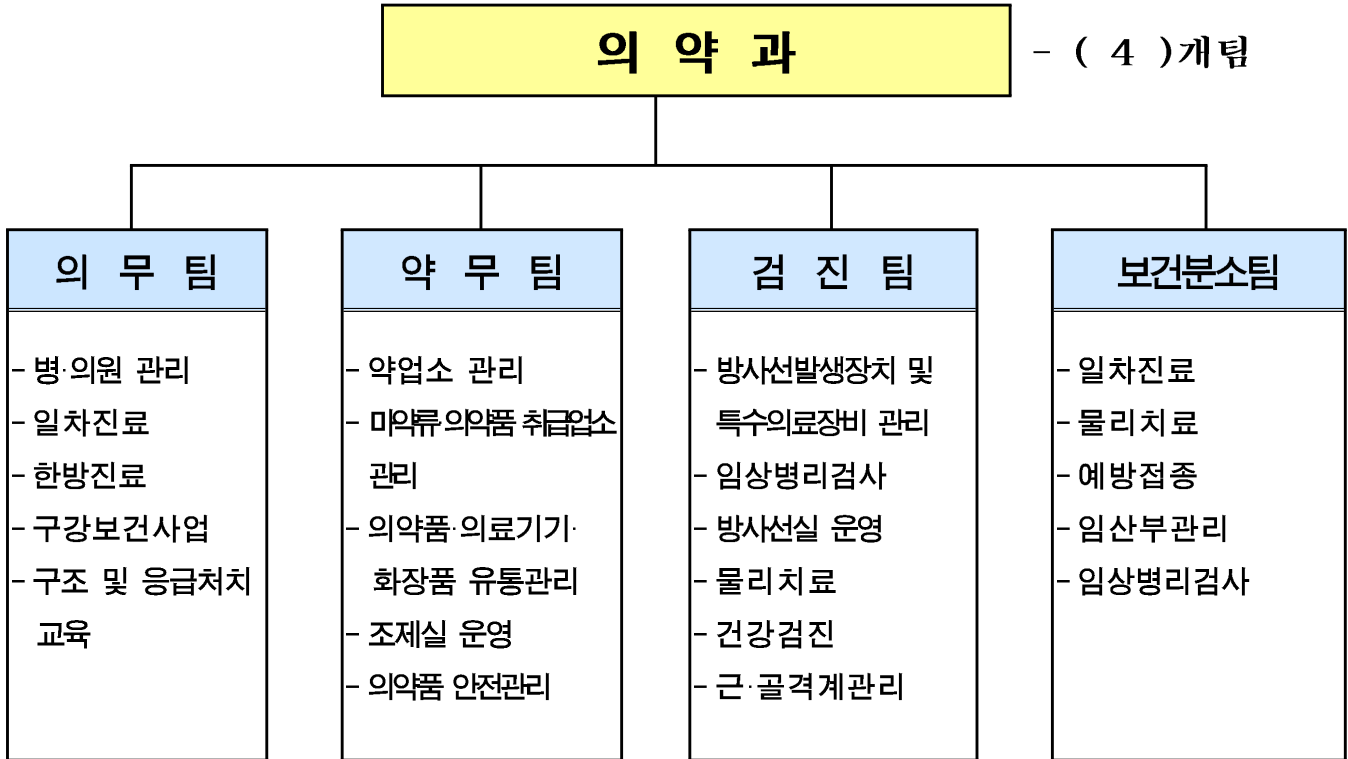 의 약 과
- ( 4 )개팀
의 무 팀
- 병·의원 관리
- 일차진료
- 한방진료
- 구강보건사업
- 구조 및 응급처치
교육
약 무 팀
- 약업소 관리
- 마약류·의약품 취급업소
관리
- 의약품·의료기기·
화장품 유통관리
- 조제실 운영
- 의약품 안전관리
검 진 팀
- 방사선발생장치 및
특수의료장비 관리
- 임상병리검사
- 방사선실 운영
- 물리치료
- 건강검진
- 근·골격계관리
보건분소팀
- 일차진료
- 물리치료
- 예방접종
- 임산부관리
- 임상병리검사